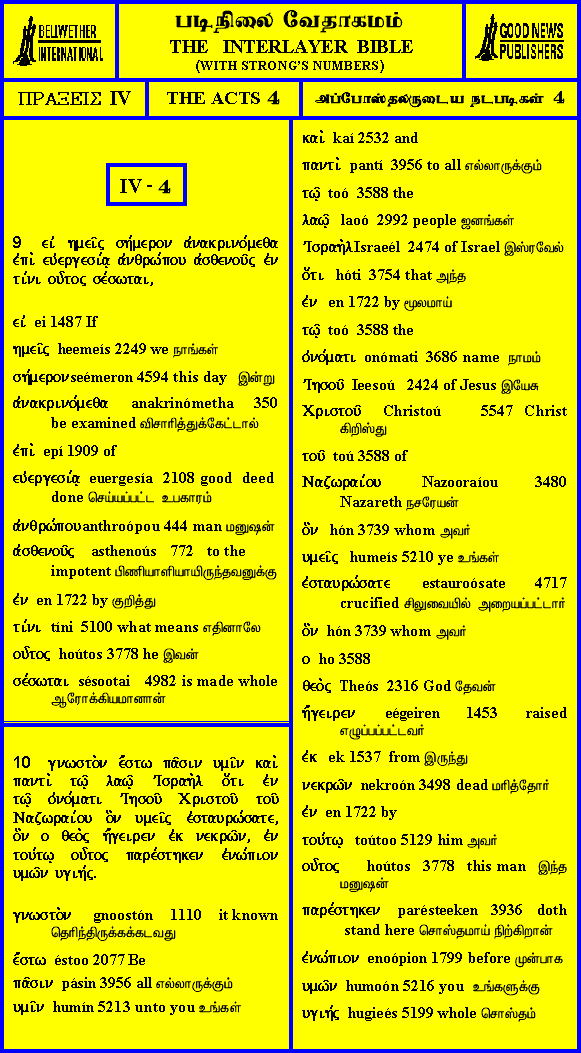 BELLWETHER
INTERNATIONAL
படிநிலை வேதாகமம்
THE INTERLAYER BIBLE
(WITH STRONG'S NUMBERS)
GOOD NEWS
PUBLISHERS
ΠΡΑΞΕΙΣ IV
THE ACTS 4
அப்போஸ்தலருடைய நடபடிகள் 4
IV - 4
9 εἰ ημεῖς σήμερον ἀνακρινόμεθα
ἐπὶ εὐεργεσίᾳ ἀνθρώπου ἀσθενοῦς ἐν
τίνι οὗτος σέσωται,
εἰ ei 1487 If
ημεῖς heemeís 2249 we நாங்கள்
σήμερον seémeron 4594 this day இன்று
ἀνακρινόμεθα anakrinómetha 350
be examined விசாரித்துக்கேட்டால்
ἐπὶ epí 1909 of
εὐεργεσίᾳ euergesía 2108 good deed
done செய்யப்பட்ட உபகாரம்
ἀνθρώπου anthroópou 444 man மனுஷன்
ἀσθενοῦς asthenoús 772 to the
impotent பிணியாளியாயிருந்தவனுக்கு
ἐν en 1722 by குறித்து
τίνι tíni 5100 what means எதினாலே
οὗτος hoútos 3778 he இவன்
σέσωται sésootai 4982 is made whole
ஆரோக்கியமானான்
10 γνωστὸν ἔστω πᾶσιν υμῖν καὶ
παντὶ τῷ λαῷ Ἰσραὴλ ὅτι ἐν
τῷ ὀνόματι Ἰησοῦ Χριστοῦ τοῦ
Ναζωραίου ὃν υμεῖς ἐσταυρώσατε,
ὃν ο θεὸς ἤγειρεν ἐκ νεκρῶν, ἐν
τούτῳ οὗτος παρέστηκεν ἐνώπιον
υμῶν υγιής.
γνωστὸν gnoostón 1110 it known
தெரிந்திருக்கக்கடவது
ἔστω éstoo 2077 Be
πᾶσιν pásin 3956 all எல்லாருக்கும்
υμῖν humín 5213 unto you உங்கள்
καὶ kaí 2532 and
παντὶ pantí 3956 to all எல்லாருக்கும்
τῷ toó 3588 the
λαῷ laoó 2992 people ஜனங்கள்
Ἰσραὴλ Israeél 2474 of Israel இஸ்ரவேல்
ὅτι hóti 3754 that அந்த
ἐν en 1722 by மூலமாய்
τῷ toó 3588 the
ὀνόματι onómati 3686 name நாமம்
Ἰησοῦ Ieesoú 2424 of Jesus இயேசு
Χριστοῦ Christoú 5547 Christ
கிறிஸ்து
τοῦ toú 3588 of
Ναζωραίου Nazooraíou 3480
Nazareth நசரேயன்
ὃν hón 3739 whom அவர்
υμεῖς humeís 5210 ye உங்கள்
ἐσταυρώσατε estauroósate 4717
crucified சிலுவையில் அறையப்பட்டார்
ὃν hón 3739 whom அவர்
ο ho 3588
θεὸς Theós 2316 God தேவன்
ἤγειρεν eégeiren 1453 raised
எழுப்பப்பட்டவர்
ἐκ ek 1537 from இருந்து
νεκρῶν nekroón 3498 dead மரித்தோர்
ἐν en 1722 by
τούτῳ toútoo 5129 him அவர்
οὗτος hoútos 3778 this man இந்த
மனுஷன்
παρέστηκεν parésteeken 3936 doth
stand here சொஸ்தமாய் நிற்கிறான்
ἐνώπιον enoópion 1799 before முன்பாக
υμῶν humoón 5216 you உங்களுக்கு
υγιής hugieés 5199 whole சொஸ்தம்